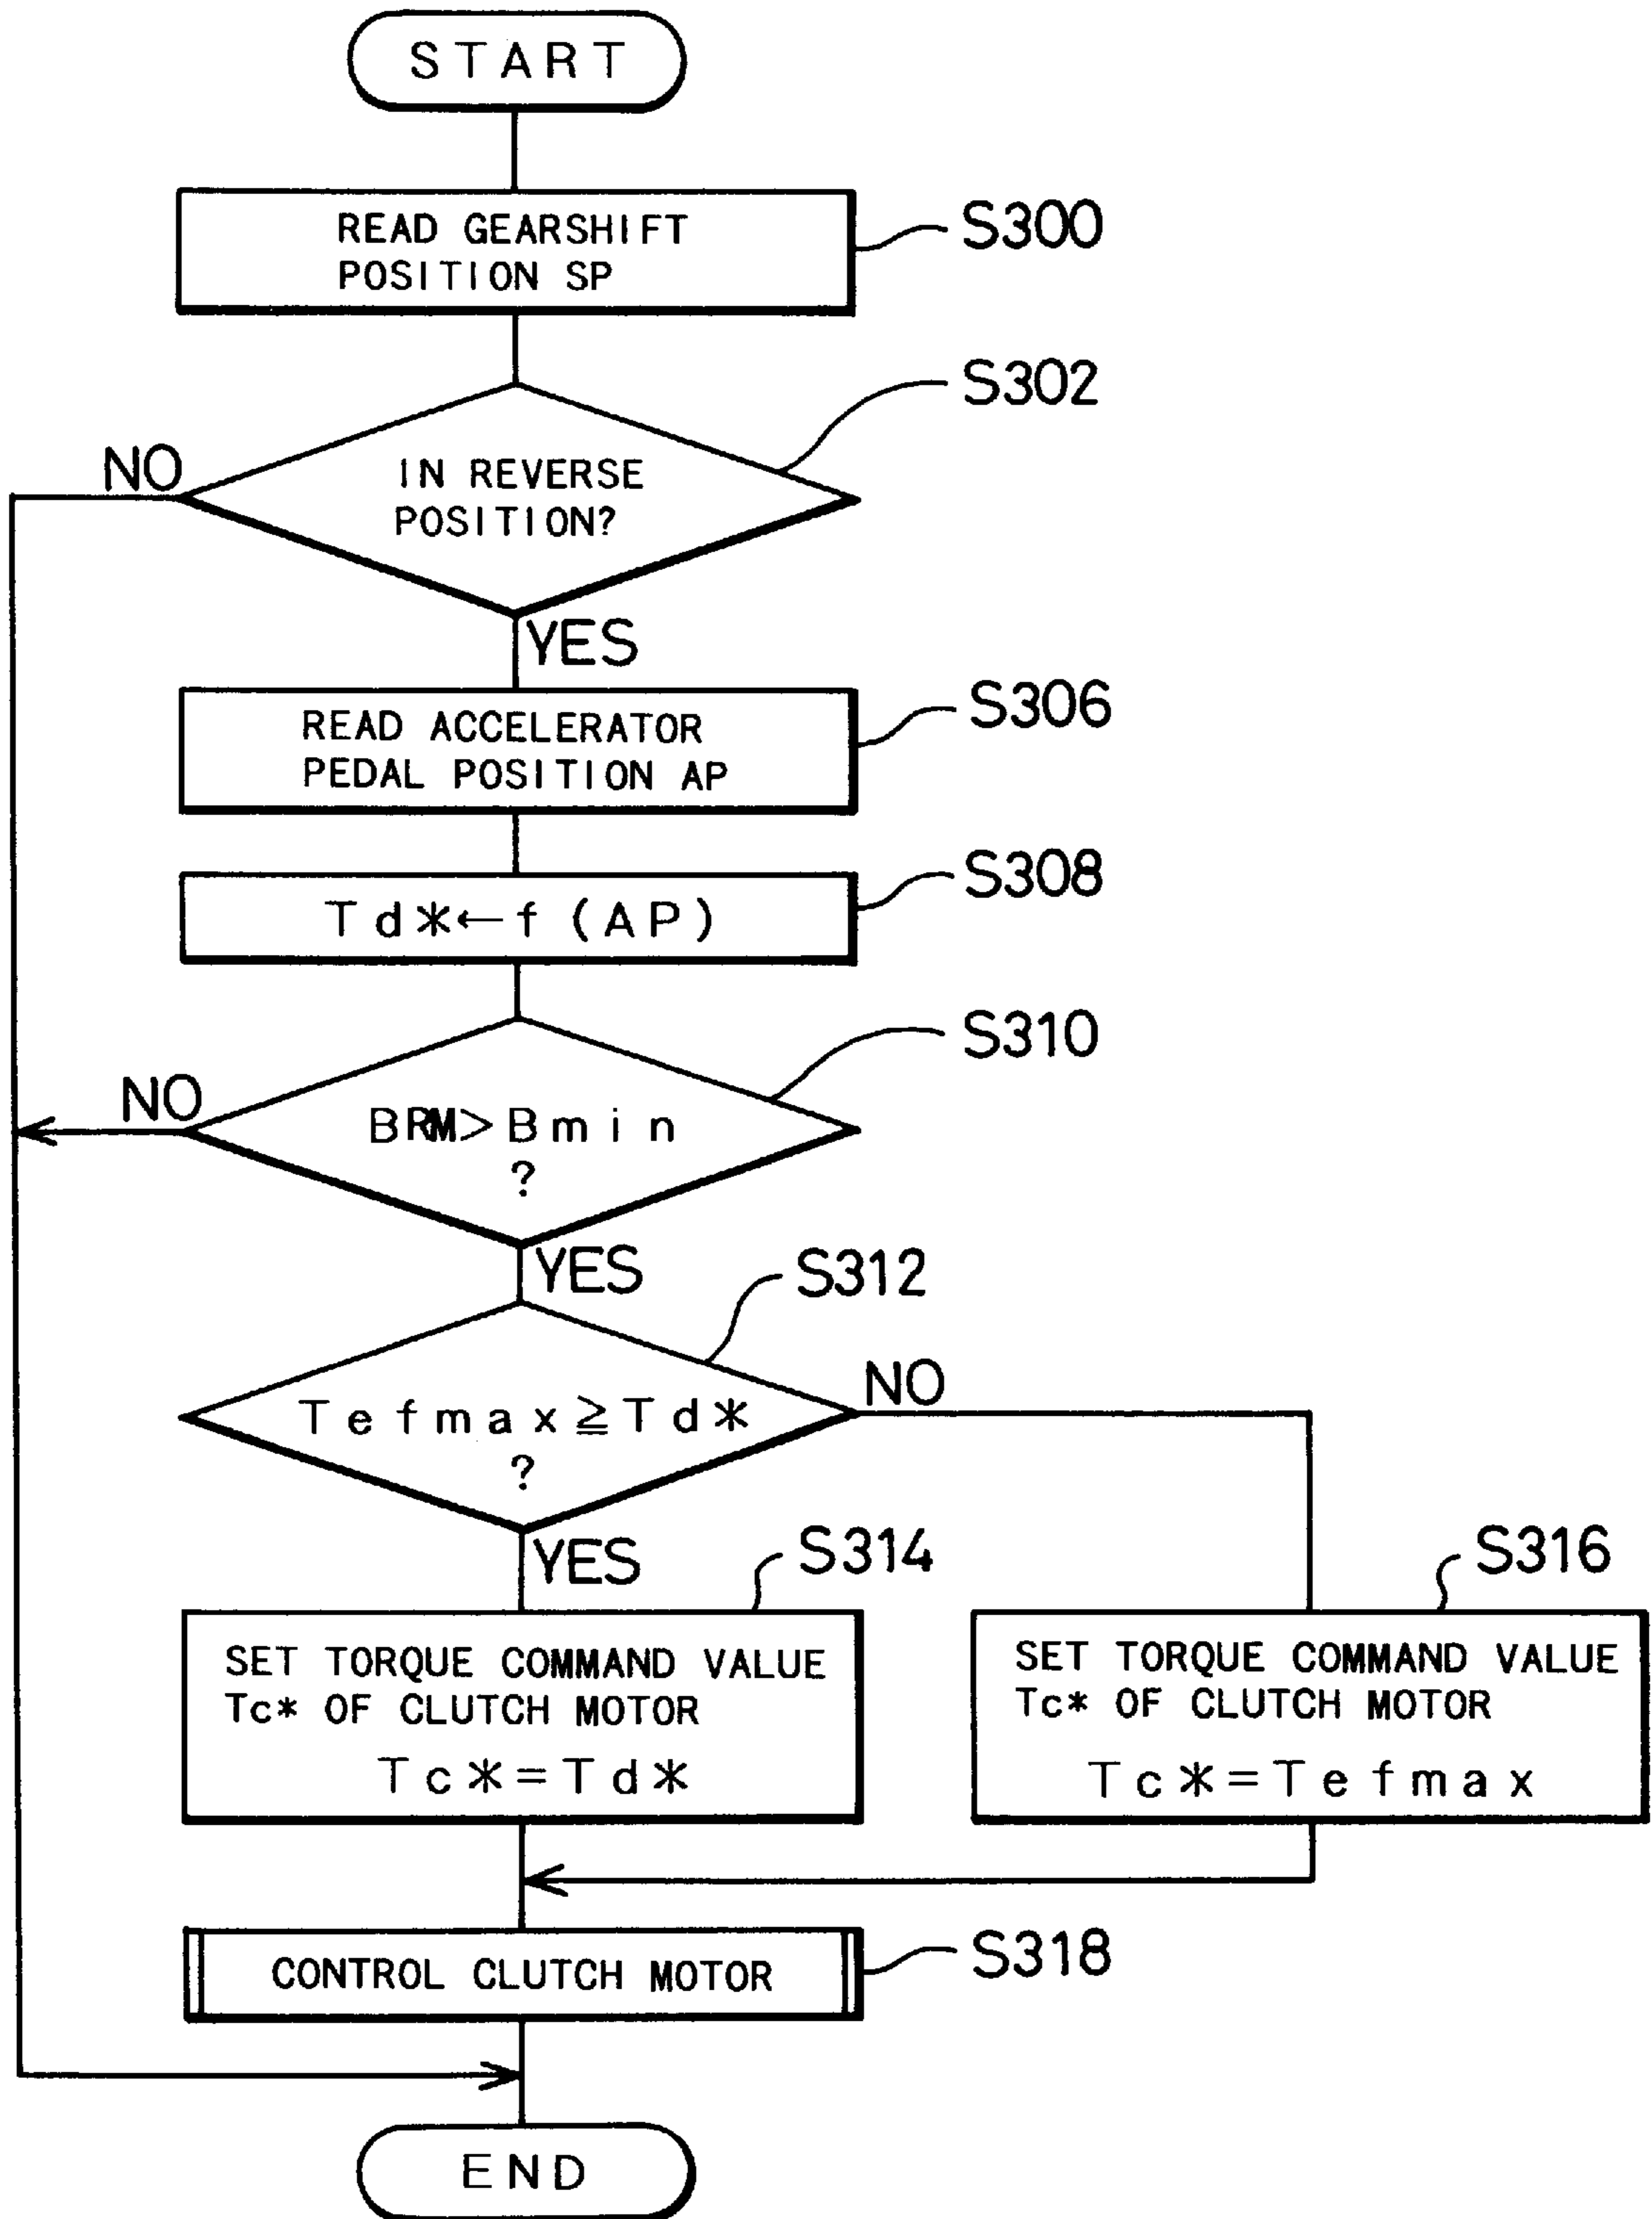 START
READ GEARSHIFT
POSITION SP
S300
S302
NO
IN REVERSE
POSITION?
YES
READ ACCELERATOR
PEDAL POSITION AP
S306
S308
Td*←f(AP)
S310
NO
BRM>Bmin
?
YES
S312
NO
Tefmax≧Td*
?
YES
S314
S316
SET TORQUE COMMAND VALUE
Tc* OF CLUTCH MOTOR
Tc*=Td*
SET TORQUE COMMAND VALUE
Tc* OF CLUTCH MOTOR
Tc*=Tefmax
CONTROL CLUTCH MOTOR
S318
END